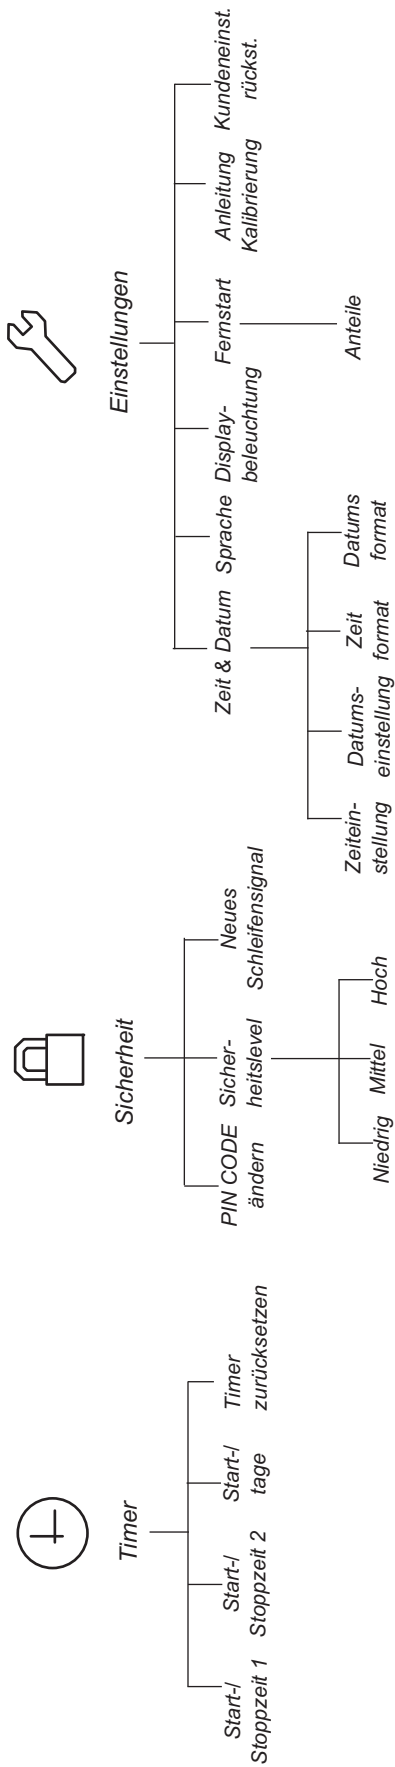 Timer
Start-/
Stoppzeit 1
Start-/
Stoppzeit 2
Start-/
tage
Timer
zurücksetzen
Sicherheit
PIN CODE
ändern
Sicher-
heitslevel
Niedrig
Mittel
Hoch
Neues
Schleifensignal
Einstellungen
Zeit & Datum
Zeitein-
stellung
Datums-
einstellung
Zeit
format
Datums
format
Sprache
Display-
beleuchtung
Fernstart
Anteile
Anleitung
Kalibrierung
Kundeneinst.
rückst.